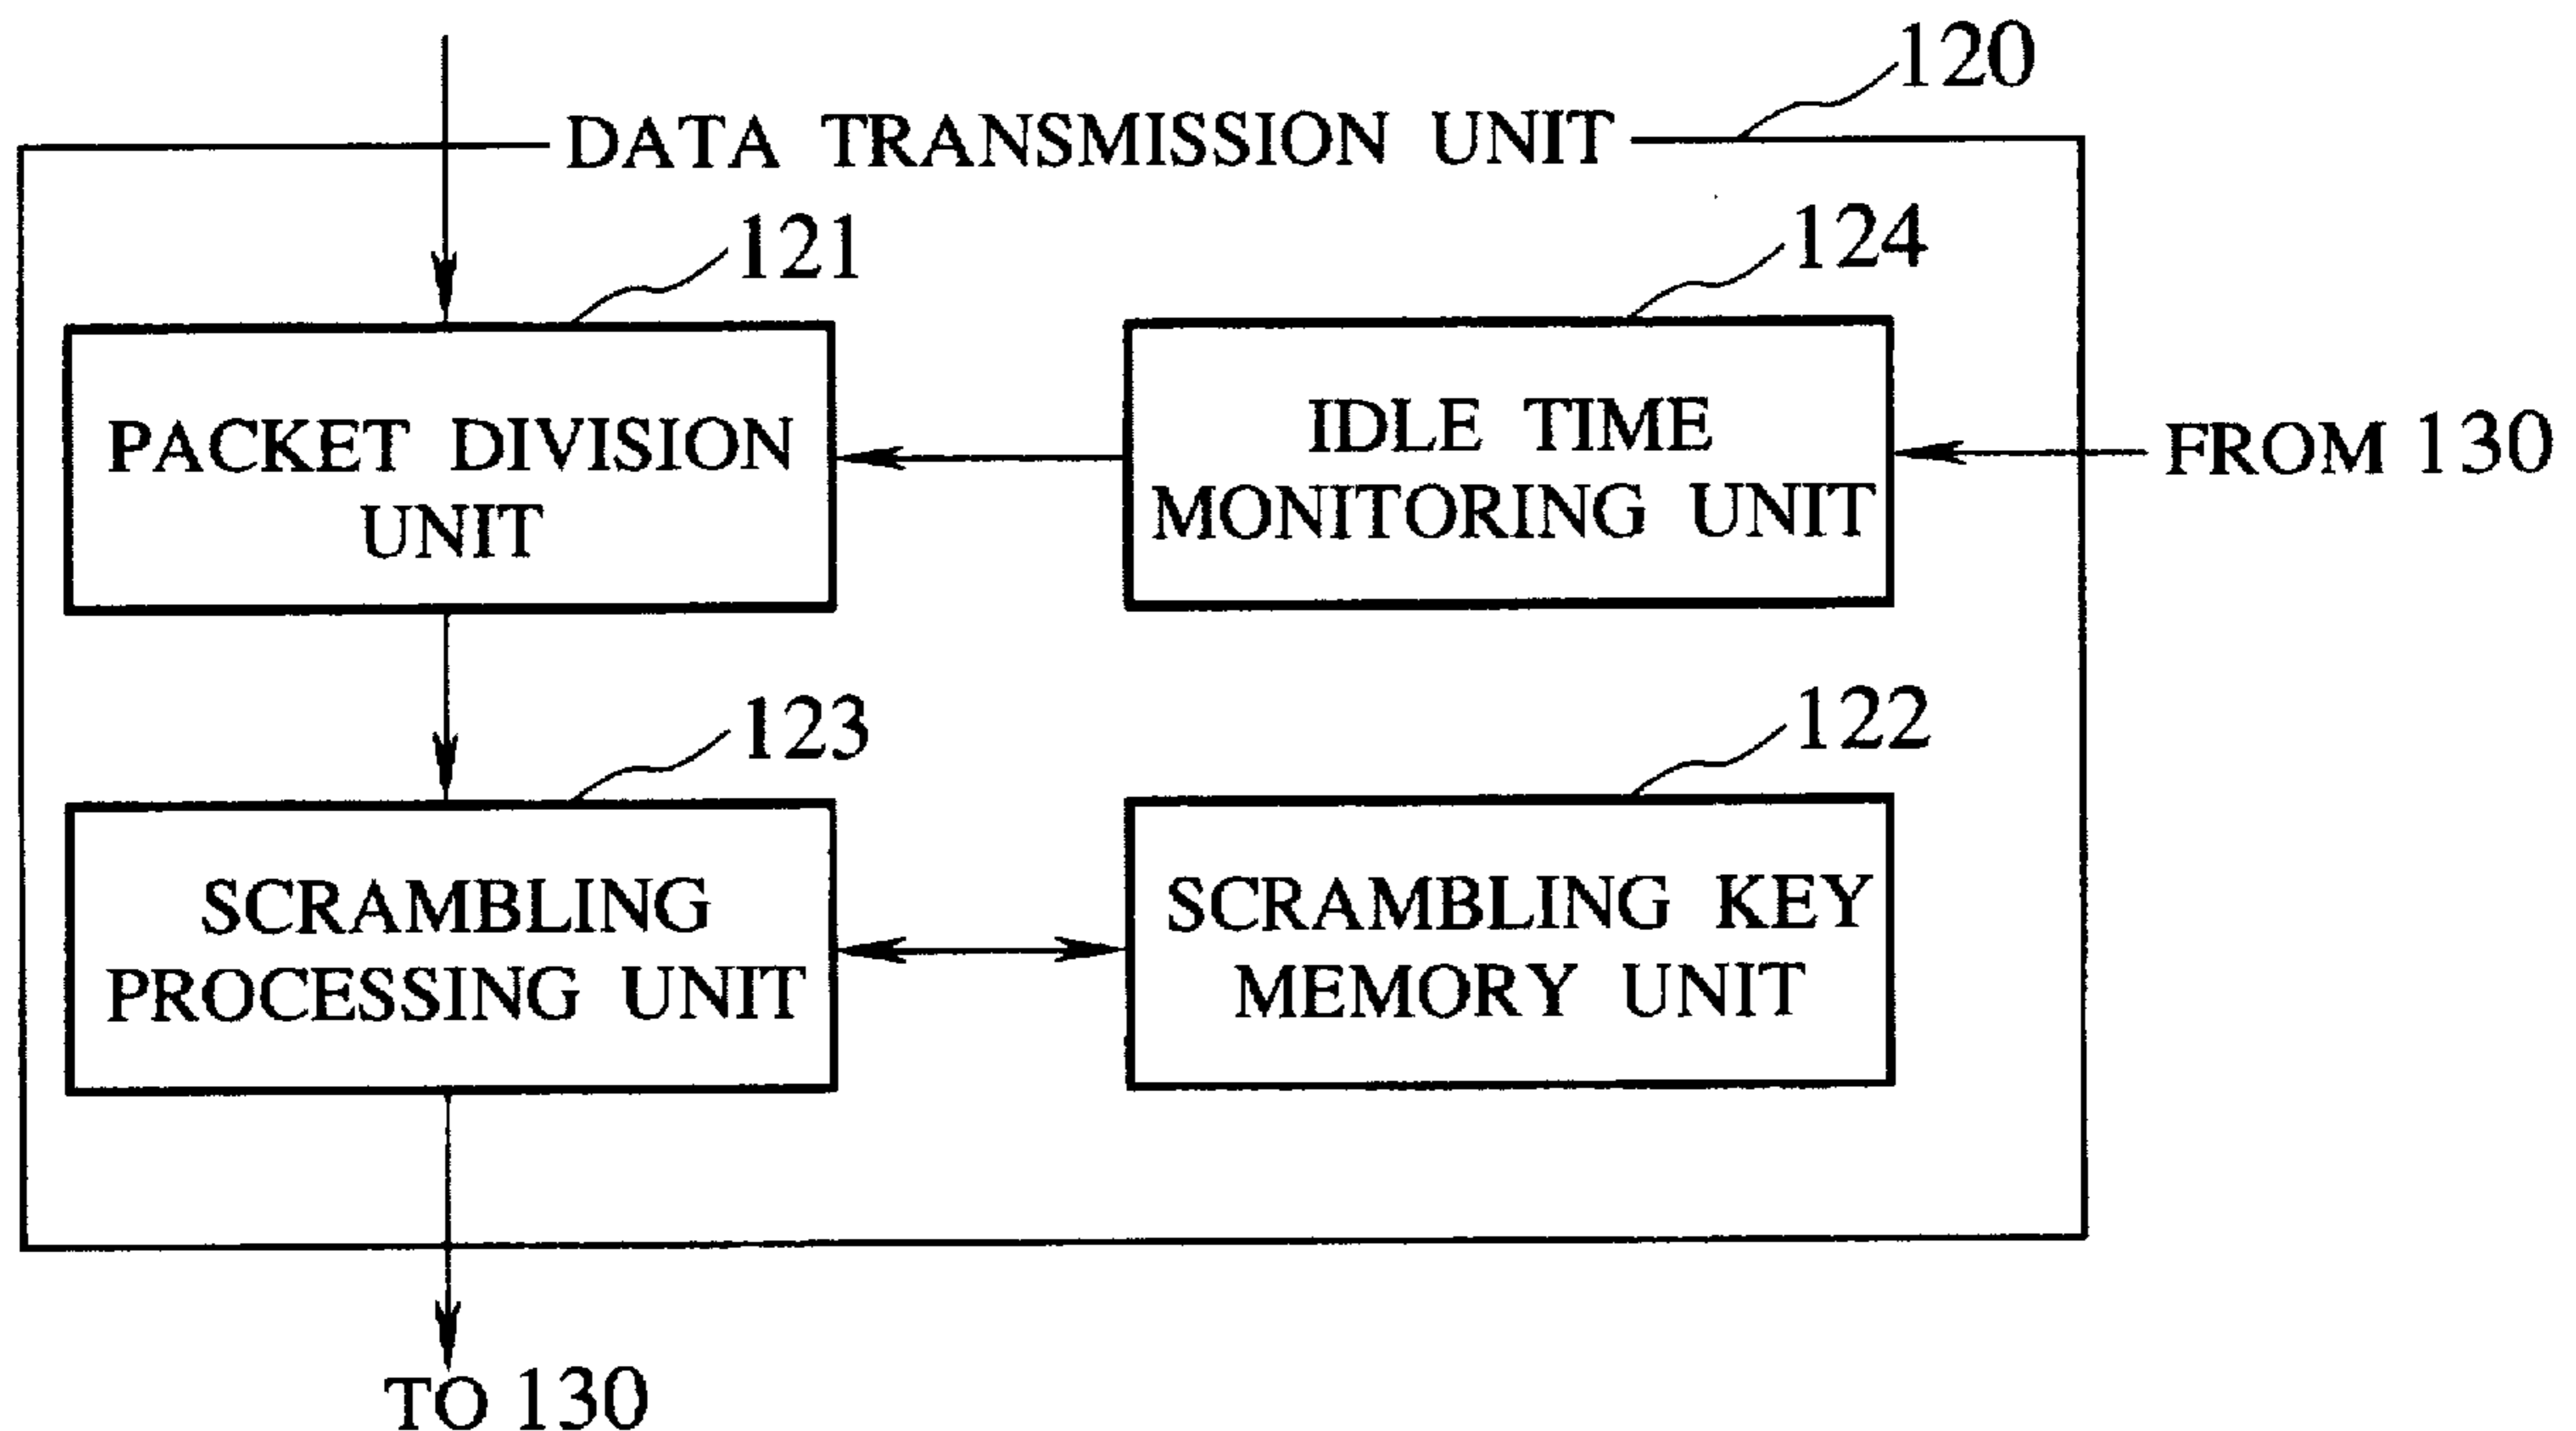 120
DATA TRANSMISSION UNIT
121
124
PACKET DIVISION
UNIT
IDLE TIME
MONITORING UNIT
FROM 130
123
122
SCRAMBLING
PROCESSING UNIT
SCRAMBLING KEY
MEMORY UNIT
TO 130